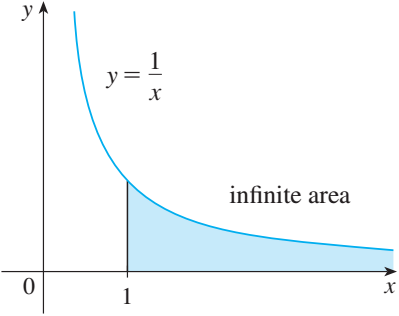 y
y = 1/x
infinite area
0
1
x